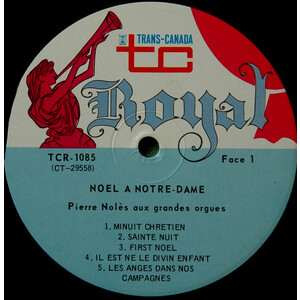 TRANS-CANADA
tc
Royal
TCR-1085
(CT-29558)
Face 1
NOEL A NOTRE-DAME
Pierre Nolès aux grandes orgues
1. MINUIT CHRETIEN
2. SAINTE NUIT
3. FIRST NOEL
4. IL EST NE LE DIVIN ENFANT
5. LES ANGES DANS NOS
CAMPAGNES